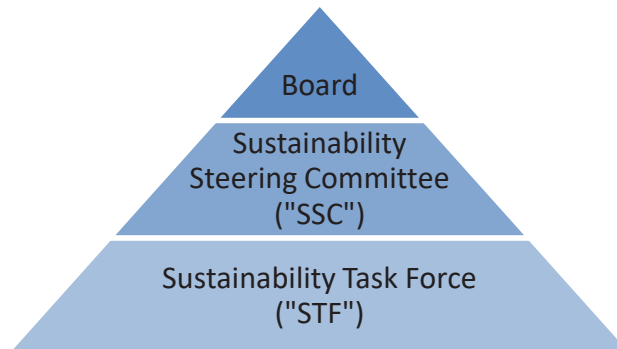 Board
Sustainability
Steering Committee
("SSC")
Sustainability Task Force
("STF")